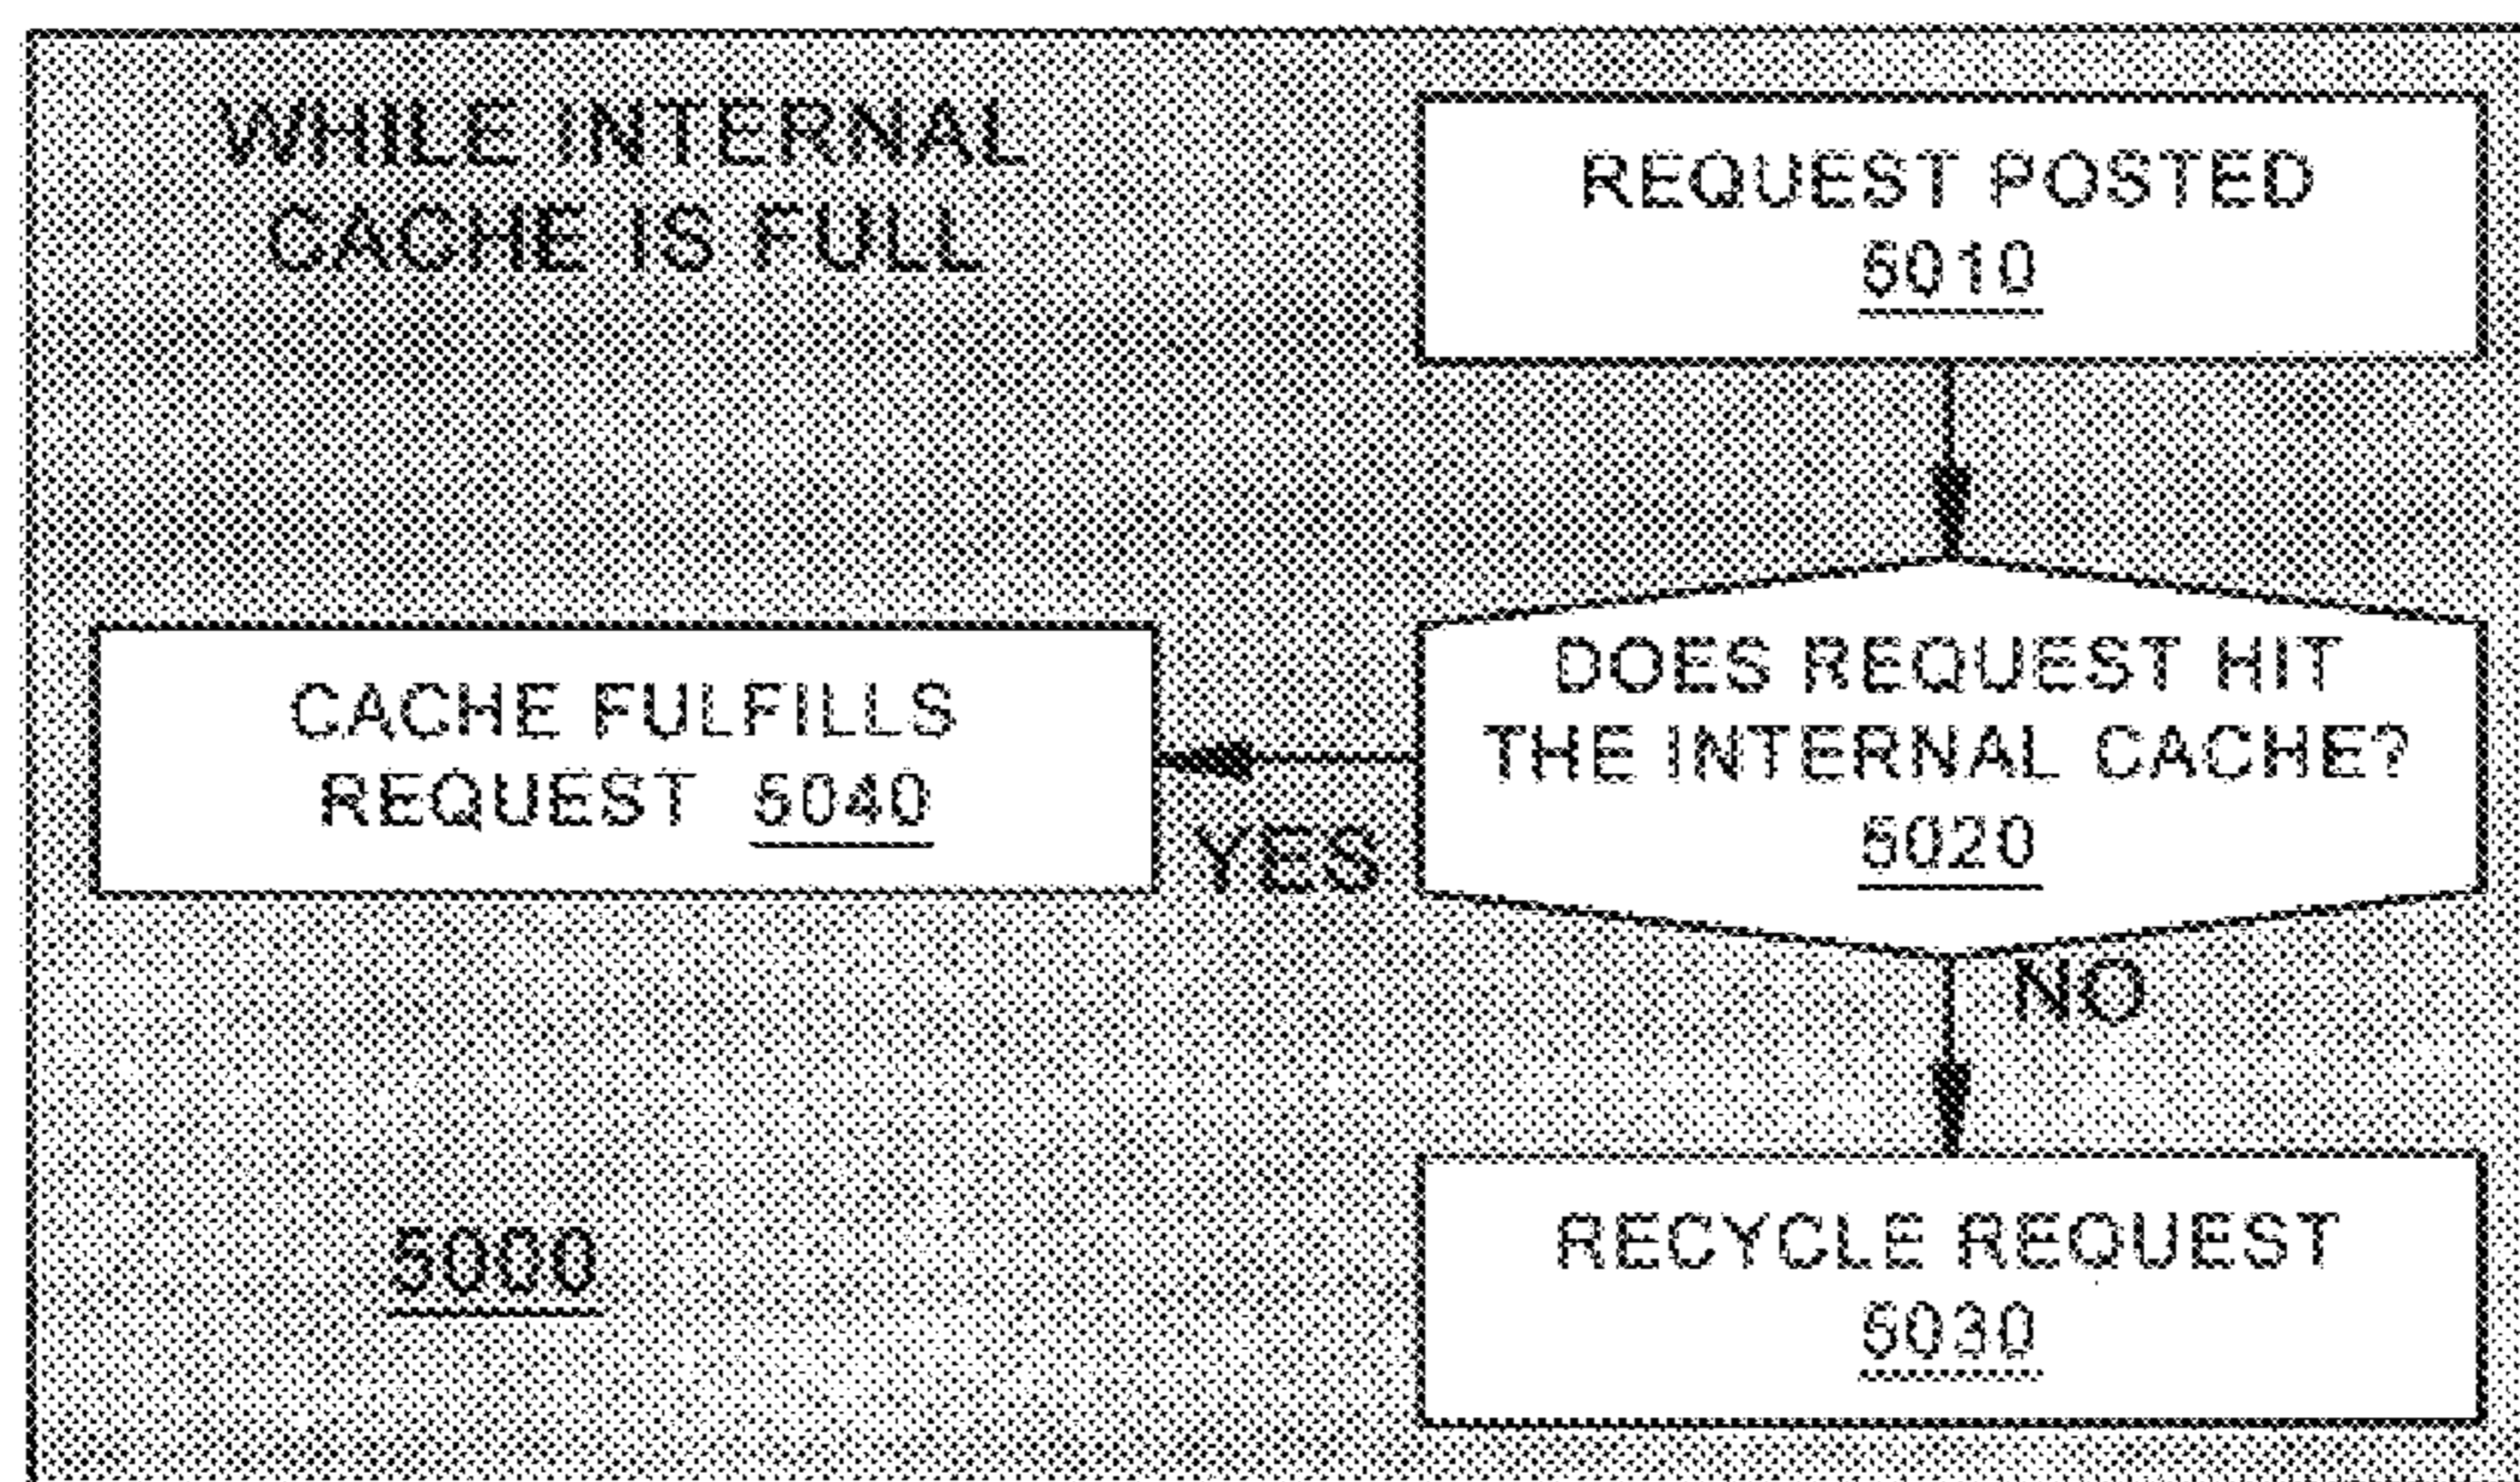 WHILE INTERNAL
CACHE IS FULL
REQUEST POSTED
5010
DOES REQUEST HIT
THE INTERNAL CACHE?
5020
YES
CACHE FULFILLS
REQUEST 5040
NO
RECYCLE REQUEST
5030
5000